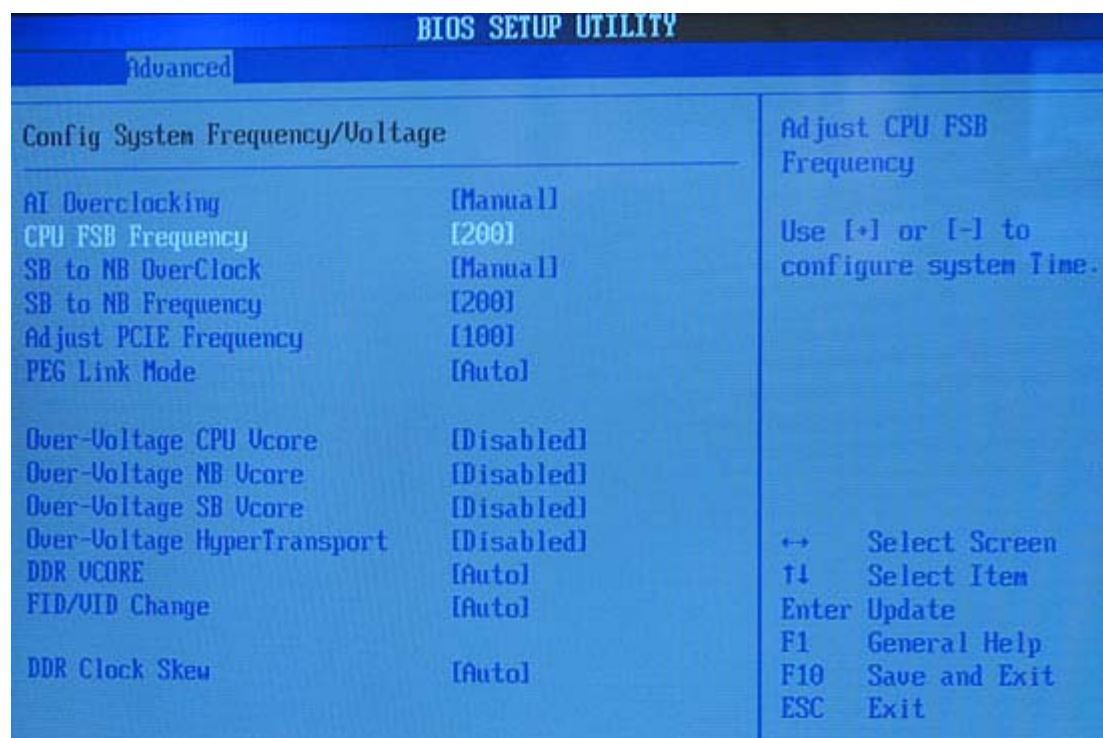 BIOS SETUP UTILITY
Advanced
Config System Frequency/Voltage
AI Overclocking [Manual]
CPU FSB Frequency [200]
SB to NB OverClock [Manual]
SB to NB Frequency [200]
Adjust PCIE Frequency [100]
PEG Link Mode [Auto]
Over-Voltage CPU Vcore [Disabled]
Over-Voltage NB Vcore [Disabled]
Over-Voltage SB Vcore [Disabled]
Over-Voltage HyperTransport [Disabled]
DDR VCORE [Auto]
FID/VID Change [Auto]
DDR Clock Skew [Auto]
Adjust CPU FSB
Frequency
Use [+] or [-] to
configure system Time.
↔ Select Screen
↑↓ Select Item
Enter Update
F1 General Help
F10 Save and Exit
ESC Exit